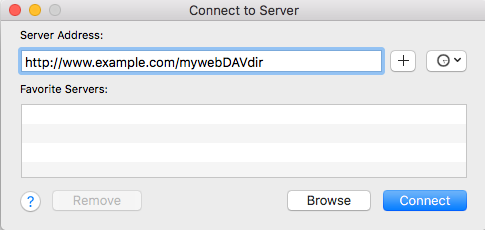 Connect to Server
Server Address:
http://www.example.com/mywebDAVdir
+
Favorite Servers:
? Remove Browse Connect